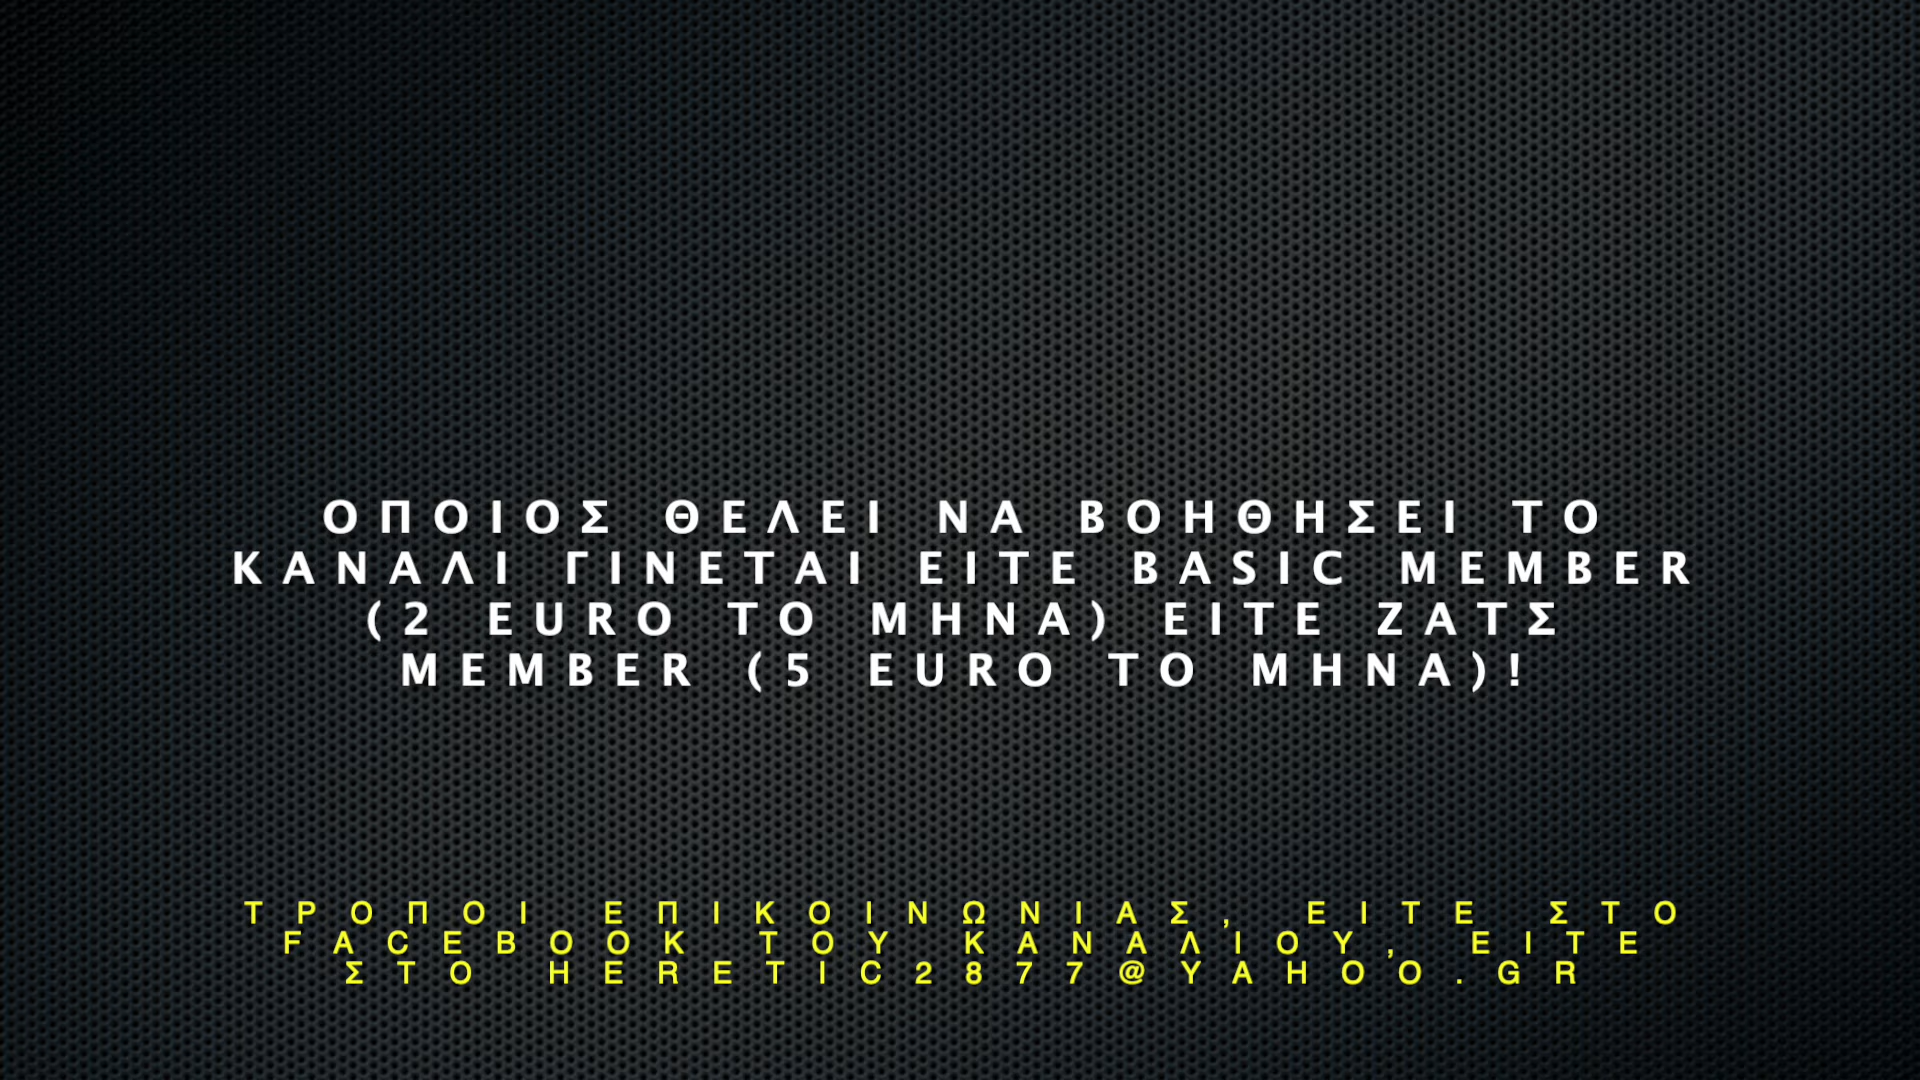 ΟΠΟΙΟΣ ΘΕΛΕΙ ΝΑ ΒΟΗΘΗΣΕΙ ΤΟ
ΚΑΝΑΛΙ ΓΙΝΕΤΑΙ ΕΙΤΕ BASIC MEMBER
(2 EURO ΤΟ ΜΗΝΑ) ΕΙΤΕ ΖΑΤΣ
MEMBER (5 EURO ΤΟ ΜΗΝΑ)!
ΤΡΟΠΟΙ ΕΠΙΚΟΙΝΩΝΙΑΣ, ΕΙΤΕ ΣΤΟ
FACEBOOK ΤΟΥ ΚΑΝΑΛΙΟΥ, ΕΙΤΕ
ΣΤΟ HERETIC2877@YAHOO.GR